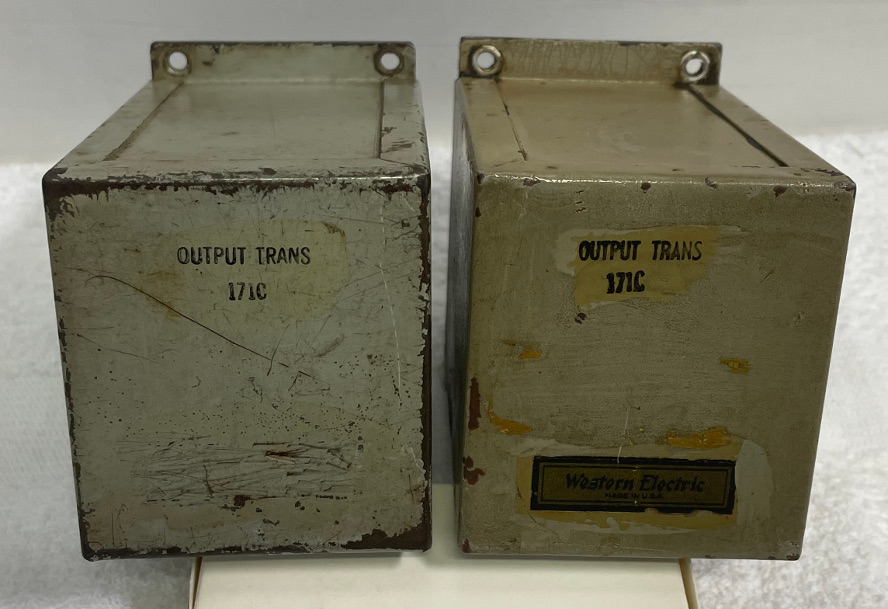 OUTPUT TRANS
171C
OUTPUT TRANS
171C
Western Electric
MADE IN U.S.A.